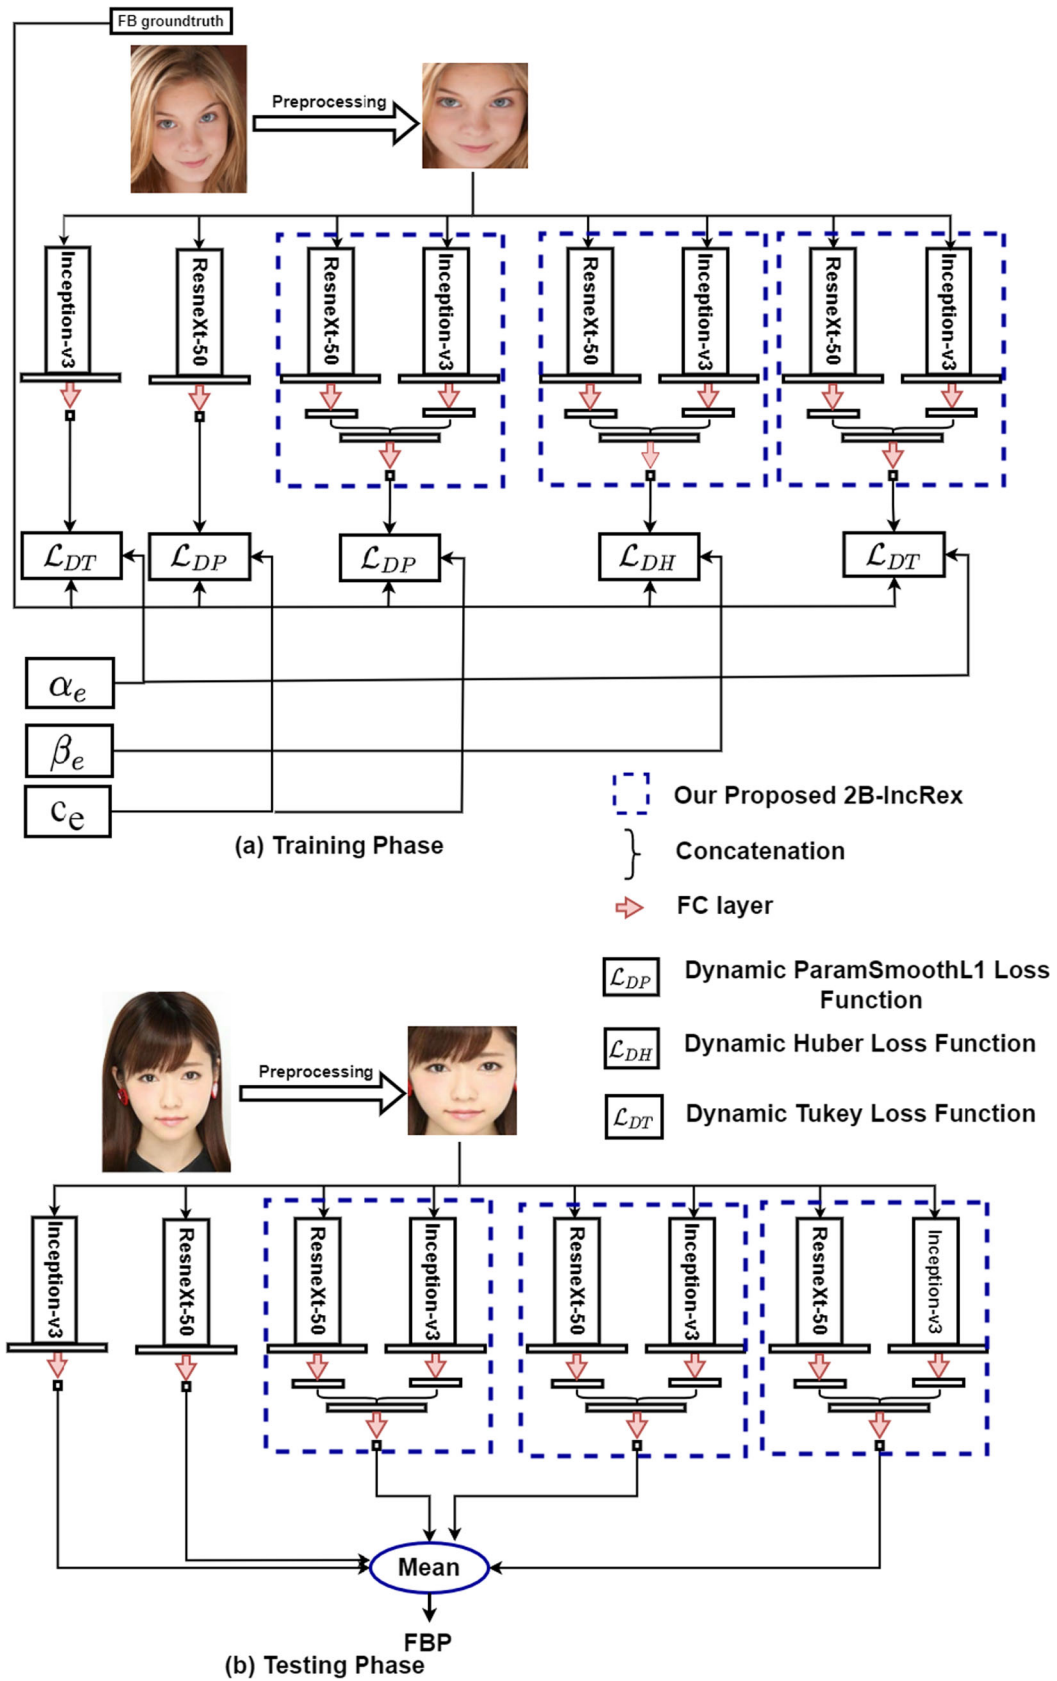 FB groundtruth
Preprocessing
Inception-v3
ResneXt-50
ResneXt-50
Inception-v3
ResneXt-50
Inception-v3
ResneXt-50
Inception-v3
ℒDT
ℒDP
ℒDP
ℒDH
ℒDT
αe
βe
ce
(a) Training Phase
Our Proposed 2B-IncRex
Concatenation
FC layer
ℒDP Dynamic ParamSmoothL1 Loss
Function
ℒDH Dynamic Huber Loss Function
ℒDT Dynamic Tukey Loss Function
Preprocessing
Inception-v3
ResneXt-50
ResneXt-50
Inception-v3
ResneXt-50
Inception-v3
ResneXt-50
Inception-v3
Mean
FBP
(b) Testing Phase